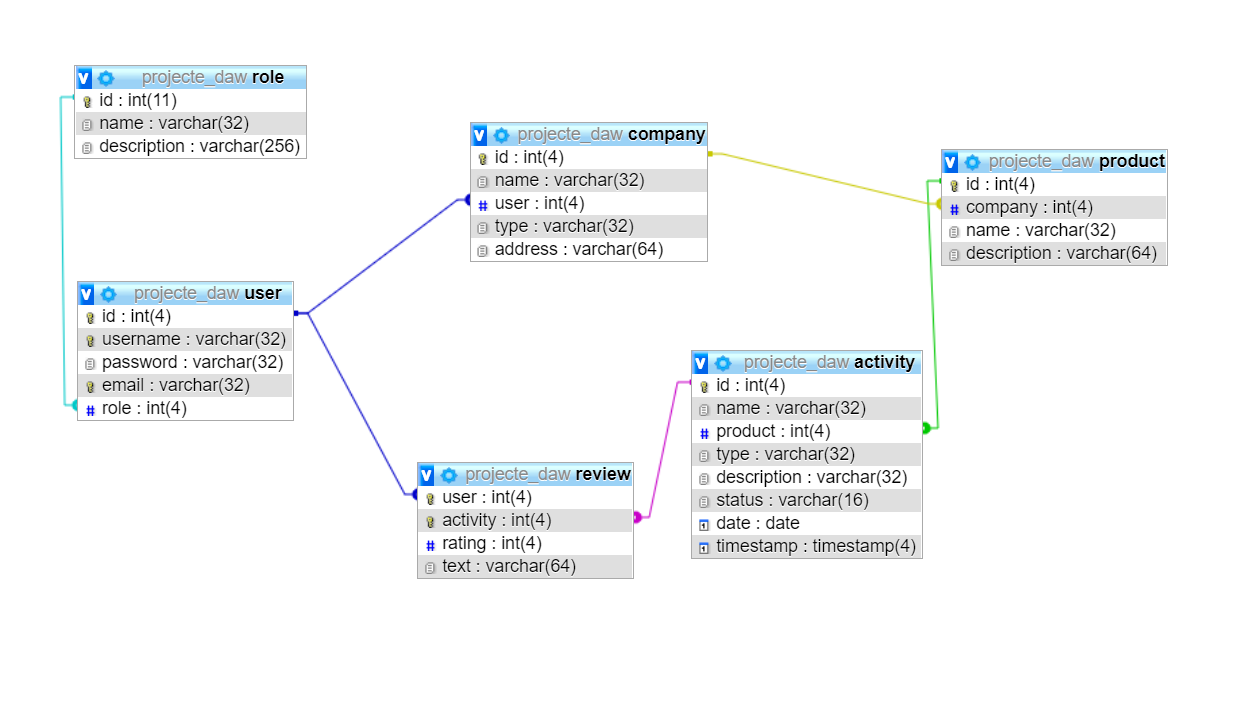 projecte_daw role
id : int(11)
name : varchar(32)
description : varchar(256)
projecte_daw company
id : int(4)
name : varchar(32)
user : int(4)
type : varchar(32)
address : varchar(64)
projecte_daw product
id : int(4)
company : int(4)
name : varchar(32)
description : varchar(64)
projecte_daw user
id : int(4)
username : varchar(32)
password : varchar(32)
email : varchar(32)
role : int(4)
projecte_daw activity
id : int(4)
name : varchar(32)
product : int(4)
type : varchar(32)
description : varchar(32)
status : varchar(16)
date : date
timestamp : timestamp(4)
projecte_daw review
user : int(4)
activity : int(4)
rating : int(4)
text : varchar(64)